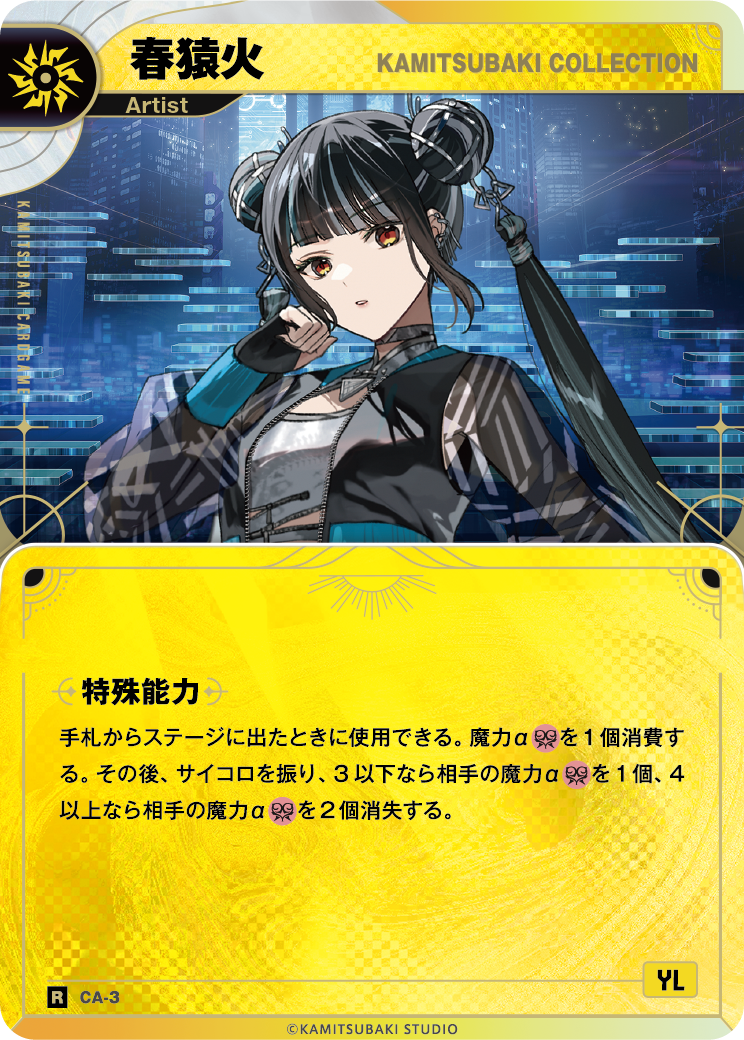 春猿火
KAMITSUBAKI COLLECTION
Artist
KAMITSUBAKI CARDGAME
特殊能力
手札からステージに出たときに使用できる。魔力αを1個消費す
る。その後、サイコロを振り、3以下なら相手の魔力αを1個、4
以上なら相手の魔力αを2個消失する。
YL
R CA-3
©KAMITSUBAKI STUDIO